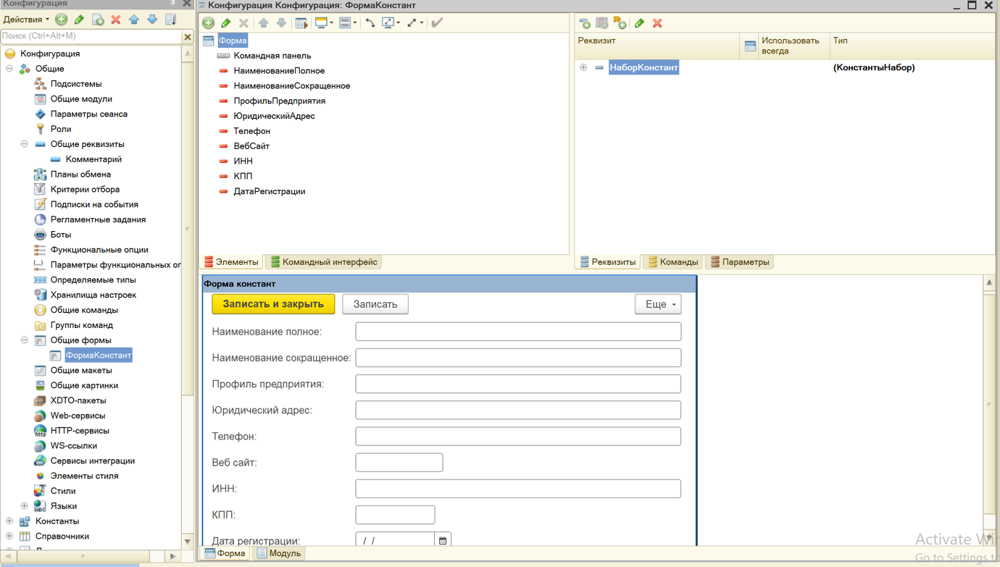 Конфигурация
Действия
Поиск (Ctrl+Alt+M)
Конфигурация
Общие
Подсистемы
Общие модули
Параметры сеанса
Роли
Общие реквизиты
Комментарий
Планы обмена
Критерии отбора
Подписки на события
Регламентные задания
Боты
Функциональные опции
Параметры функциональных оп
Определяемые типы
Хранилища настроек
Общие команды
Группы команд
Общие формы
ФормаКонстант
Общие макеты
Общие картинки
XDTO-пакеты
Web-сервисы
HTTP-сервисы
WS-ссылки
Сервисы интеграции
Элементы стиля
Стили
Языки
Константы
Справочники
Конфигурация Конфигурация: ФормаКонстант
Форма
Командная панель
НаименованиеПолное
НаименованиеСокращенное
ПрофильПредприятия
ЮридическийАдрес
Телефон
ВебСайт
ИНН
КПП
ДатаРегистрации
Элементы Командный интерфейс
Реквизит Использовать всегда Тип
НаборКонстант (КонстантыНабор)
Реквизиты Команды Параметры
Форма констант
Записать и закрыть Записать Еще
Наименование полное:
Наименование сокращенное:
Профиль предприятия:
Юридический адрес:
Телефон:
Веб сайт:
ИНН:
КПП:
Дата регистрации: / /
Форма Модуль
Activate Wi
Go to Settings t